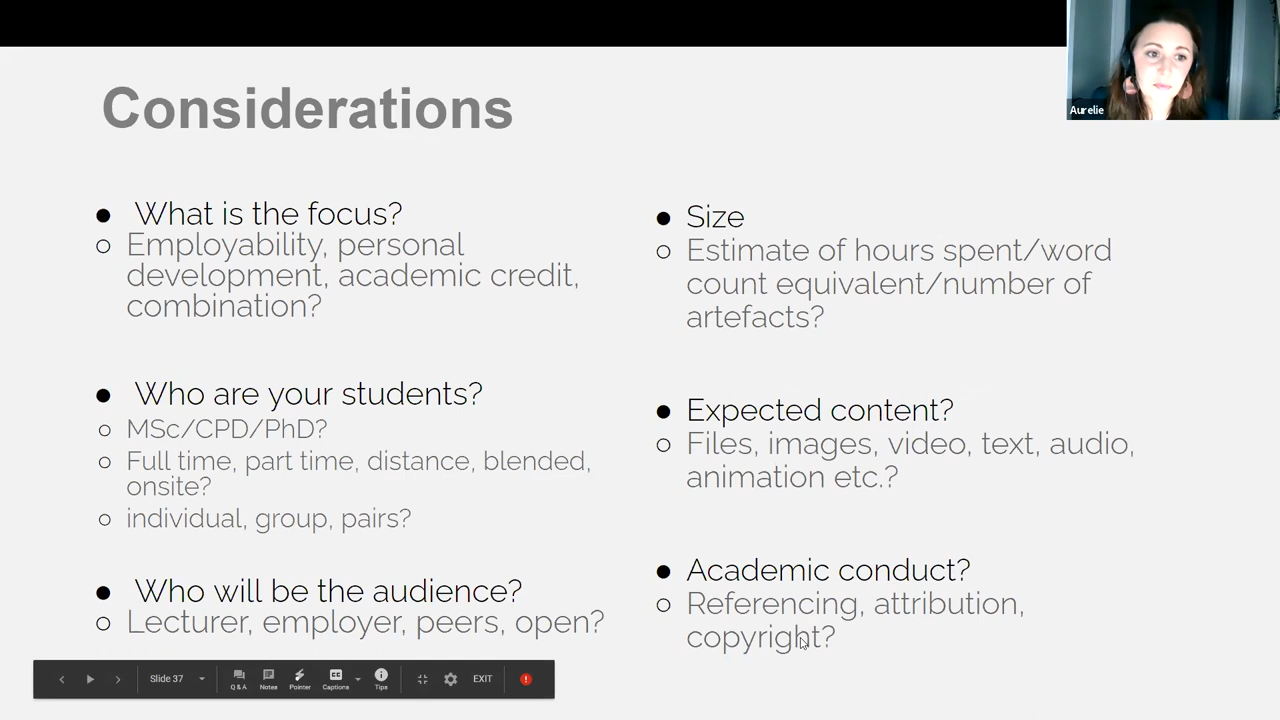 Aurelie
Considerations
● What is the focus?
○ Employability, personal
development, academic credit,
combination?
● Who are your students?
○ MSc/CPD/PhD?
○ Full time, part time, distance, blended,
onsite?
○ individual, group, pairs?
● Who will be the audience?
○ Lecturer, employer, peers, open?
● Size
○ Estimate of hours spent/word
count equivalent/number of
artefacts?
● Expected content?
○ Files, images, video, text, audio,
animation etc.?
● Academic conduct?
○ Referencing, attribution,
copyright?
Slide 37
Q & A
Notes
Pointer
CC
Captions
Tips
EXIT